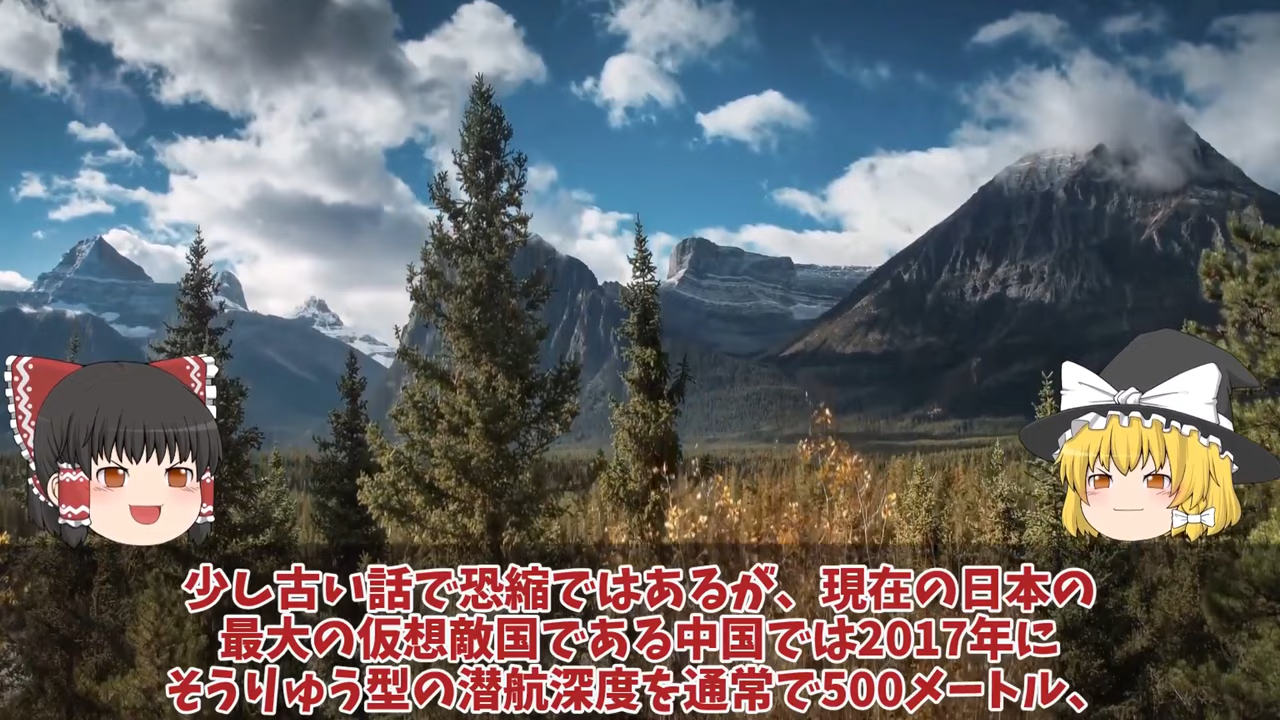 少し古い話で恐縮ではあるが、現在の日本の
最大の仮想敵国である中国では2017年に
そうりゅう型の潜航深度を通常で500メートル、